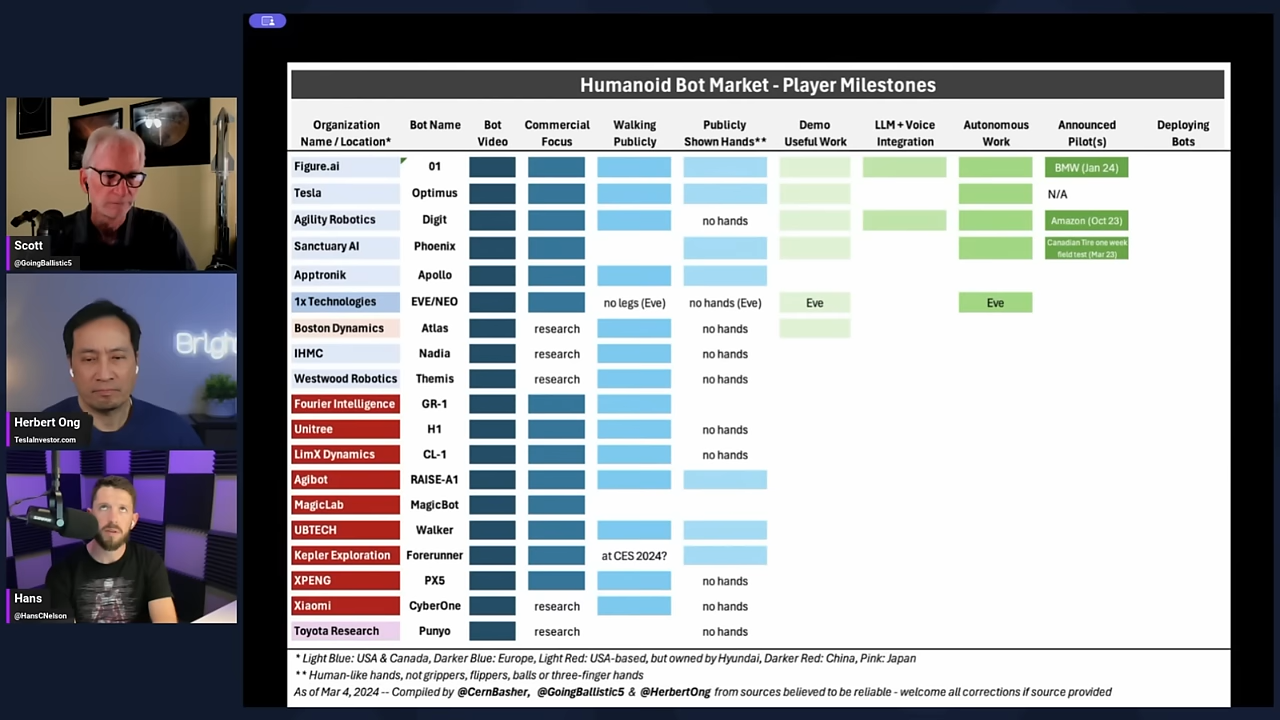 Humanoid Bot Market - Player Milestones
Organization Name / Location* Bot Name Bot Video Commercial Focus Walking Publicly Publicly Shown Hands** Demo Useful Work LLM + Voice Integration Autonomous Work Announced Pilot(s) Deploying Bots
Figure.ai 01 BMW (Jan 24)
Tesla Optimus N/A
Agility Robotics Digit no hands Amazon (Oct 23)
Sanctuary AI Phoenix Canadian Tire one week field test (Mar 23)
Apptronik Apollo
1x Technologies EVE/NEO no legs (Eve) no hands (Eve) Eve Eve
Boston Dynamics Atlas research no hands
IHMC Nadia research no hands
Westwood Robotics Themis research no hands
Fourier Intelligence GR-1
Unitree H1 no hands
LimX Dynamics CL-1 no hands
Agibot RAISE-A1
MagicLab MagicBot
UBTECH Walker
Kepler Exploration Forerunner at CES 2024?
XPENG PX5 no hands
Xiaomi CyberOne research no hands
Toyota Research Punyo research no hands
* Light Blue: USA & Canada, Darker Blue: Europe, Light Red: USA-based, but owned by Hyundai, Darker Red: China, Pink: Japan
** Human-like hands, not grippers, flippers, balls or three-finger hands
As of Mar 4, 2024 -- Compiled by @CernBasher, @GoingBallistic5 & @HerbertOng from sources believed to be reliable - welcome all corrections if source provided
Scott
@GoingBallistic5
Herbert Ong
TeslaInvestor.com
Hans
@HansCNelson